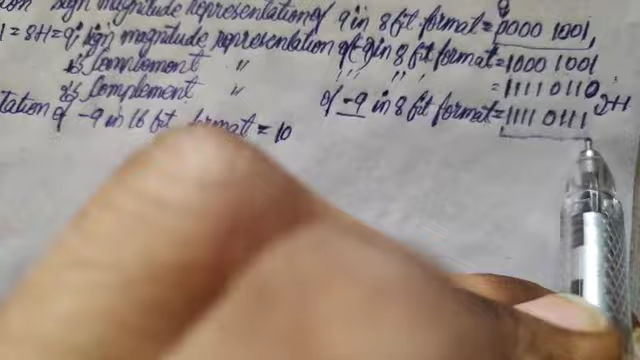 sign magnitude representation of 9 in 8 bit format = 0000 1001,
1 = 8+1 = 9; sign magnitude representation of -9 in 8 bit format = 1000 1001
1's Complement " " " " = 1111 0110
2's Complement " of -9 in 8 bit format = 1111 0111
tation of -9 in 16 bit format = 10